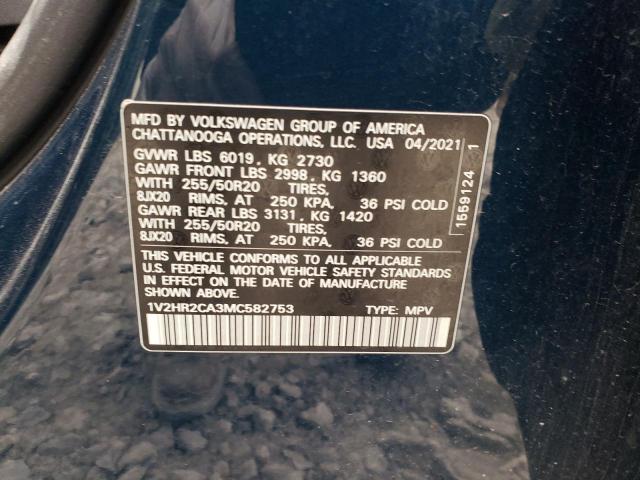 MFD BY VOLKSWAGEN GROUP OF AMERICA
CHATTANOOGA OPERATIONS, LLC. USA 04/2021
GVWR LBS 6019, KG 2730
GAWR FRONT LBS 2998, KG 1360
WITH 255/50R20 TIRES,
8JX20 RIMS, AT 250 KPA, 36 PSI COLD
GAWR REAR LBS 3131, KG 1420
WITH 255/50R20 TIRES,
8JX20 RIMS, AT 250 KPA, 36 PSI COLD
THIS VEHICLE CONFORMS TO ALL APPLICABLE
U.S. FEDERAL MOTOR VEHICLE SAFETY STANDARDS
IN EFFECT ON THE DATE OF MANUFACTURE
SHOWN ABOVE.
1V2HR2CA3MC582753 TYPE: MPV
1559124 1